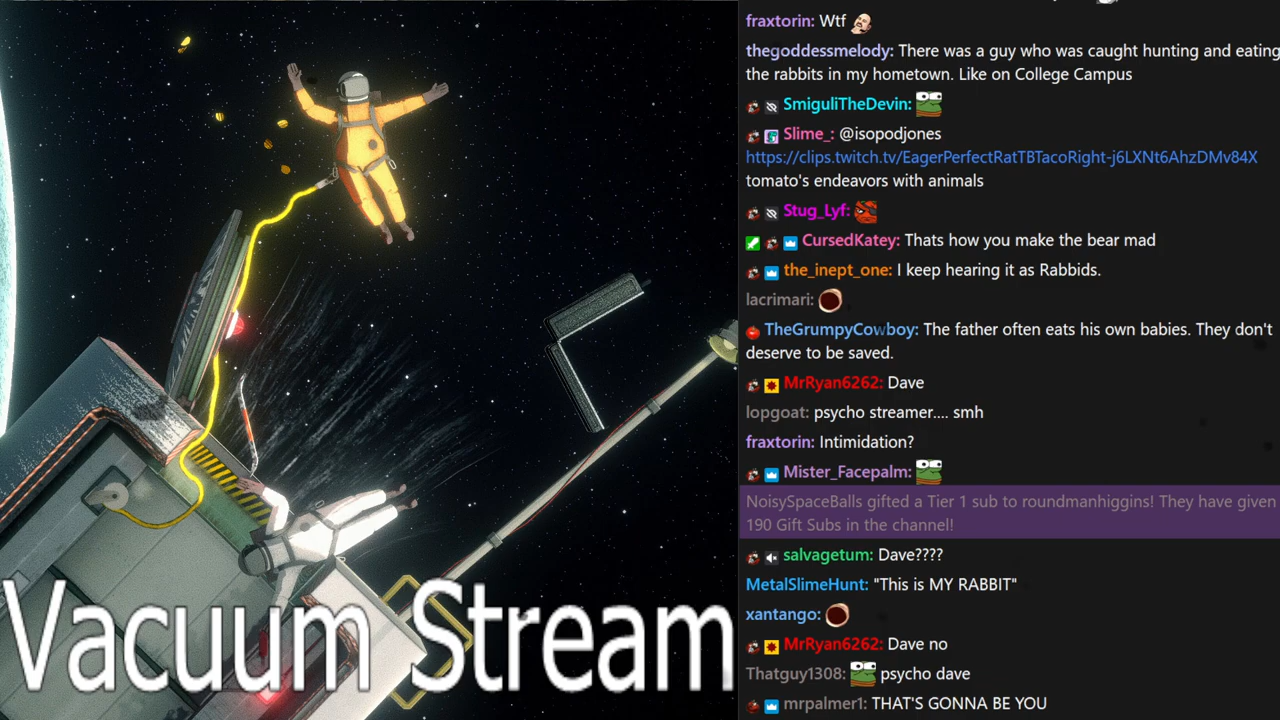 fraxtorin: Wtf
thegoddessmelody: There was a guy who was caught hunting and eating
the rabbits in my hometown. Like on College Campus
SmiguliTheDevin:
Slime_: @isopodjones
https://clips.twitch.tv/EagerPerfectRatTBTacoRight-j6LXNt6AhzDMv84X
tomato's endeavors with animals
Stug_Lyf:
CursedKatey: Thats how you make the bear mad
the_inept_one: I keep hearing it as Rabbids.
lacrimari:
TheGrumpyCowboy: The father often eats his own babies. They don't
deserve to be saved.
MrRyan6262: Dave
lopgoat: psycho streamer.... smh
fraxtorin: Intimidation?
Mister_Facepalm:
NoisySpaceBalls gifted a Tier 1 sub to roundmanhiggins! They have given
190 Gift Subs in the channel!
salvagetum: Dave????
MetalSlimeHunt: "This is MY RABBIT"
xantango:
MrRyan6262: Dave no
Thatguy1308: psycho dave
mrpalmer1: THAT'S GONNA BE YOU
Vacuum Stream